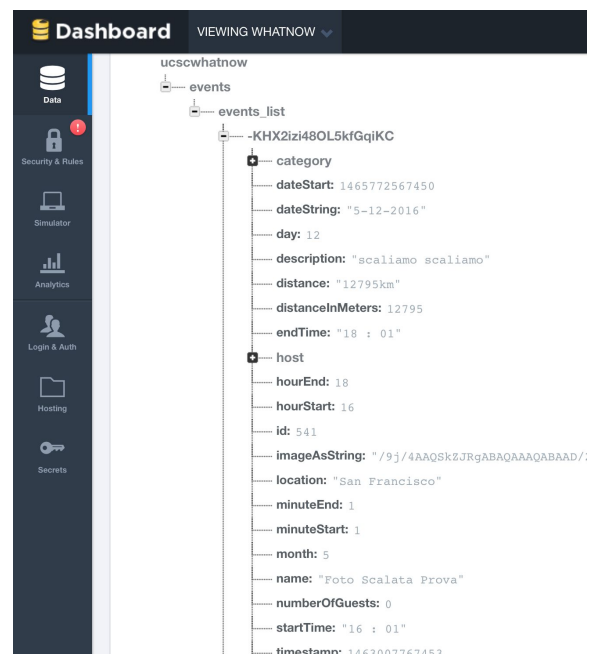 Dashboard VIEWING WHATNOW
Data
Security & Rules
Simulator
Analytics
Login & Auth
Hosting
Secrets
ucscwhatnow
events
events_list
-KHX2izi48OL5kfGqiKC
category
dateStart: 1465772567450
dateString: "5-12-2016"
day: 12
description: "scaliamo scaliamo"
distance: "12795km"
distanceInMeters: 12795
endTime: "18 : 01"
host
hourEnd: 18
hourStart: 16
id: 541
imageAsString: "/9j/4AAQSkZJRgABAQAAAQABAAD/
location: "San Francisco"
minuteEnd: 1
minuteStart: 1
month: 5
name: "Foto Scalata Prova"
numberOfGuests: 0
startTime: "16 : 01"
timestamp: 1463007767453